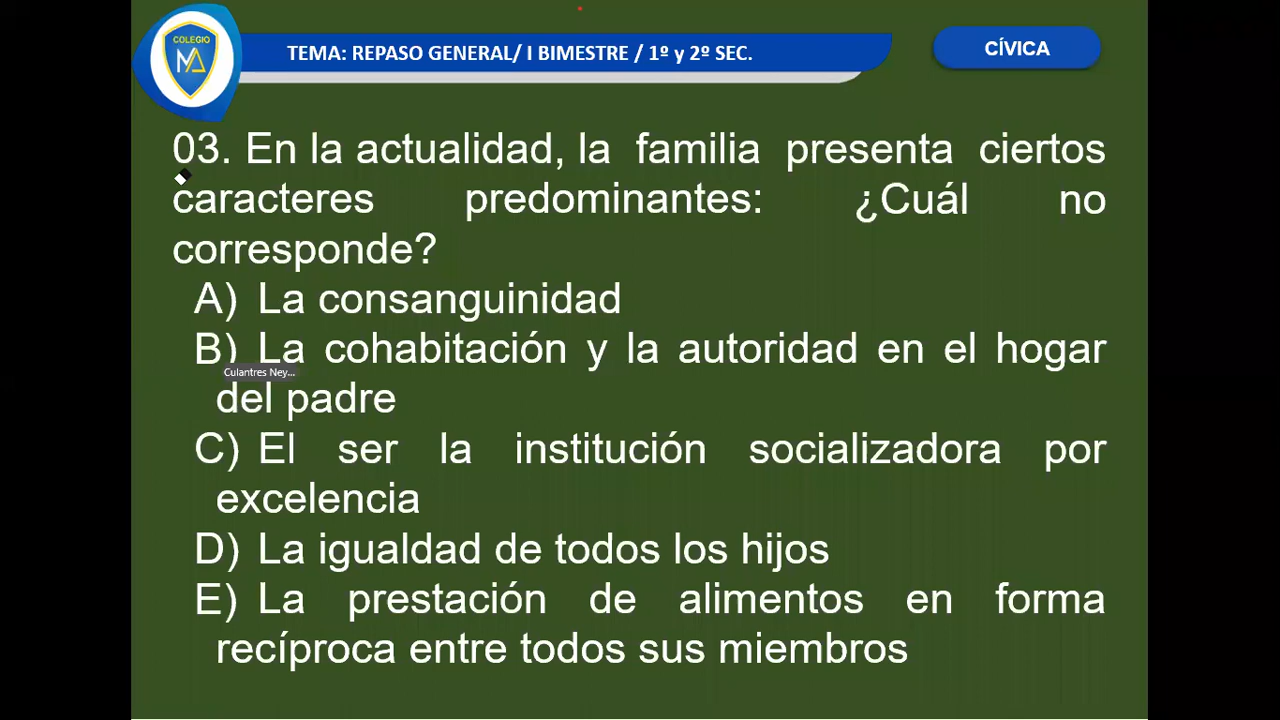 COLEGIO
MA
TEMA: REPASO GENERAL/ I BIMESTRE / 1º y 2º SEC.
CÍVICA
03. En la actualidad, la familia presenta ciertos
caracteres predominantes: ¿Cuál no
corresponde?
A) La consanguinidad
B) La cohabitación y la autoridad en el hogar
Culantres Ney...
del padre
C) El ser la institución socializadora por
excelencia
D) La igualdad de todos los hijos
E) La prestación de alimentos en forma
recíproca entre todos sus miembros